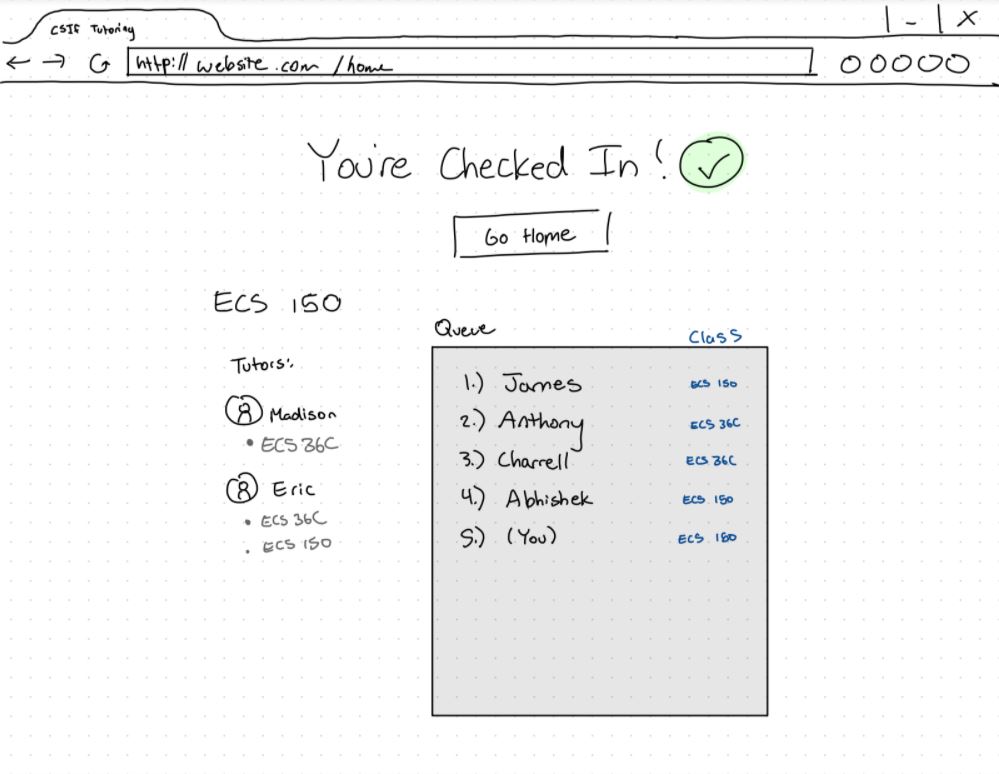 CSIF Tutoring
http://website.com/home
You're Checked In!
Go Home
ECS 150
Tutors:
Madison
• ECS 36C
Eric
• ECS 36C
• ECS 150
Queue Class
1.) James ECS 150
2.) Anthony ECS 36C
3.) Charrell ECS 36C
4.) Abhishek ECS 150
5.) (You) ECS 150